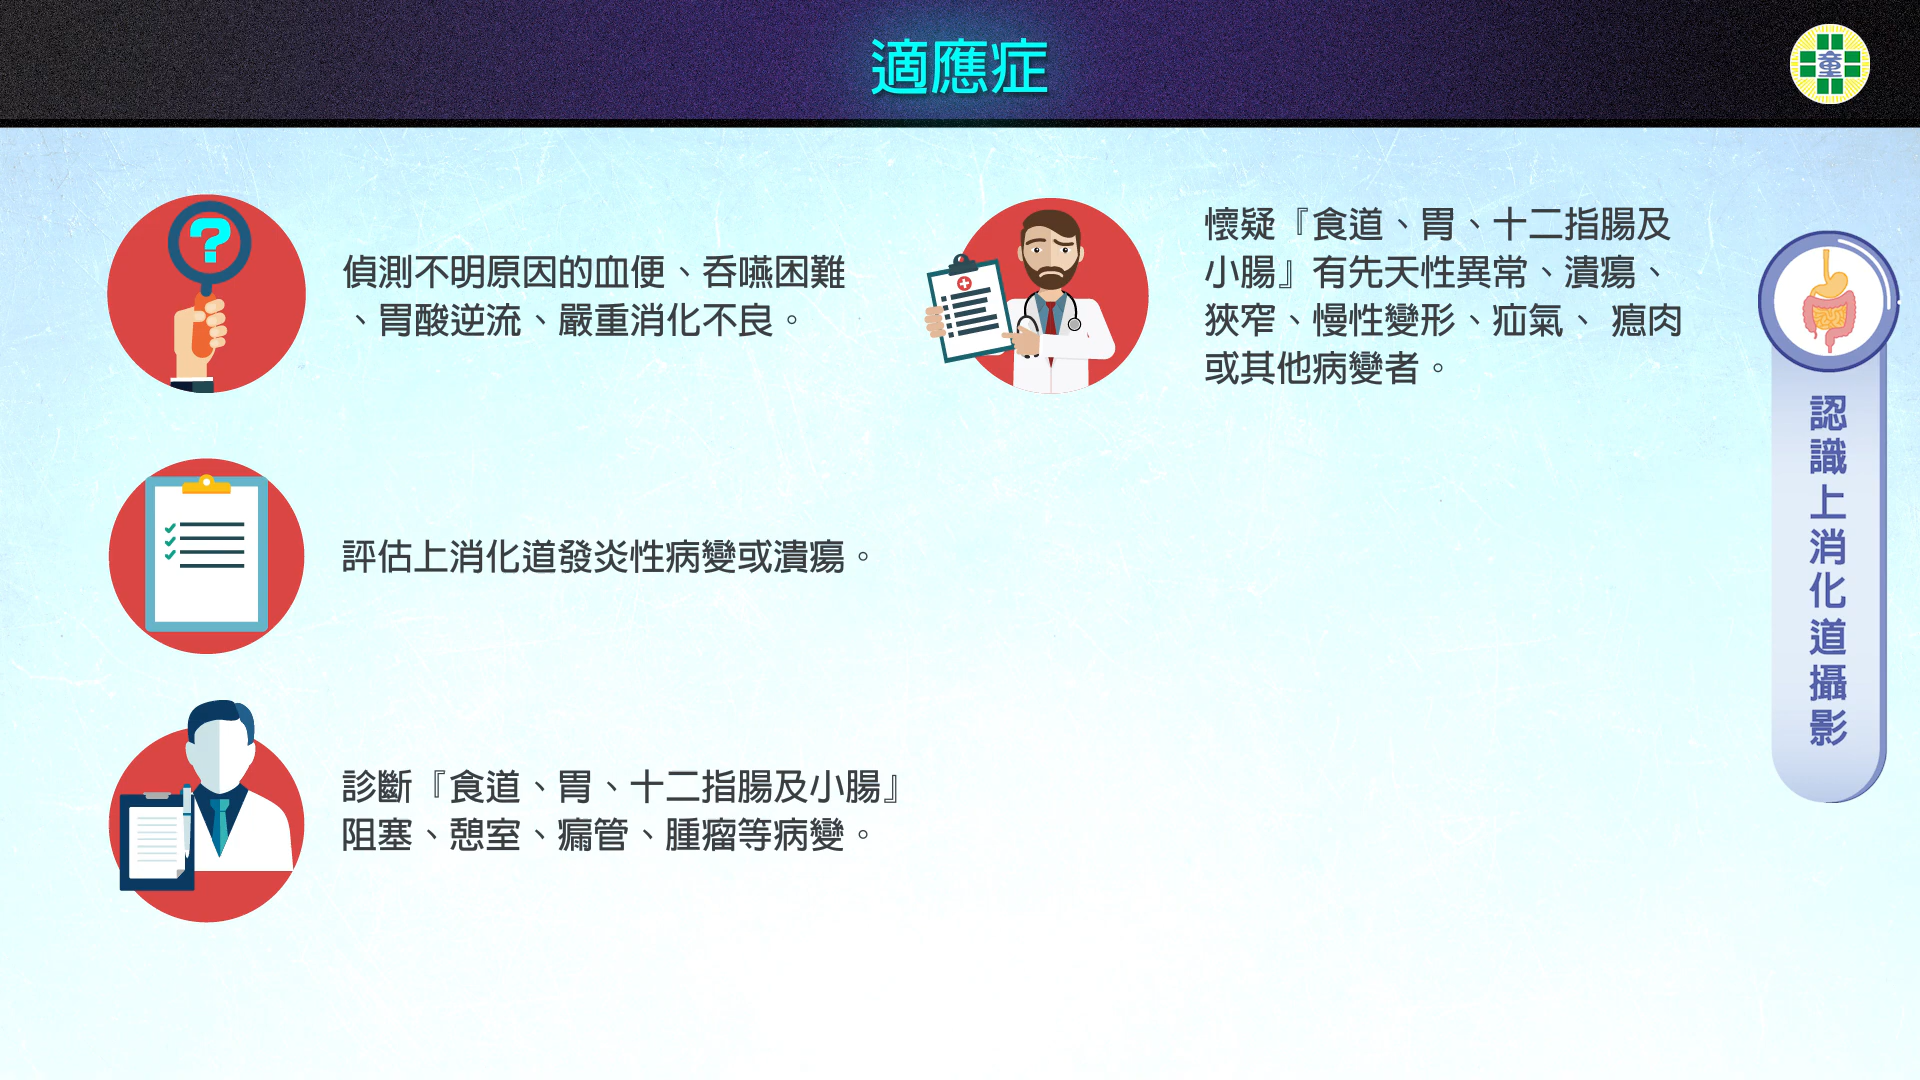 適應症
童
偵測不明原因的血便、吞嚥困難
、胃酸逆流、嚴重消化不良。
評估上消化道發炎性病變或潰瘍。
診斷『食道、胃、十二指腸及小腸』
阻塞、憩室、瘺管、腫瘤等病變。
懷疑『食道、胃、十二指腸及
小腸』有先天性異常、潰瘍、
狹窄、慢性變形、疝氣、 瘜肉
或其他病變者。
認識上消化道攝影